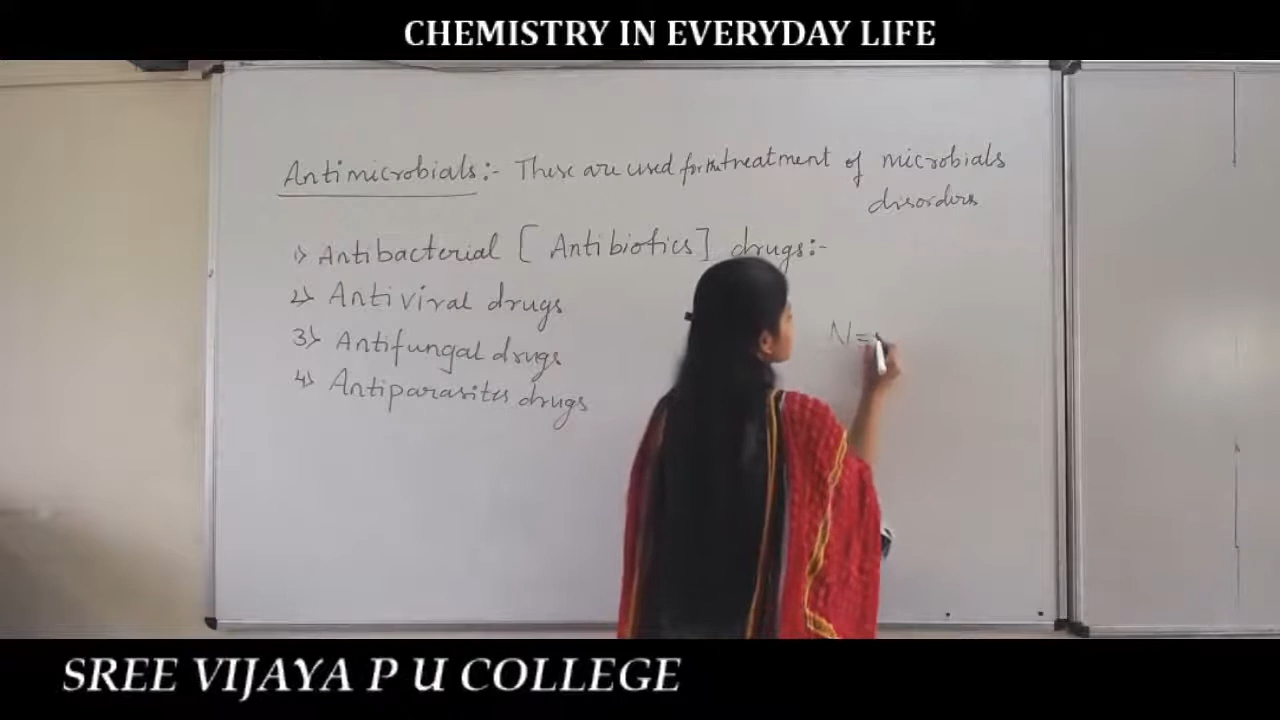 CHEMISTRY IN EVERYDAY LIFE
Antimicrobials:- These are used for the treatment of microbials
disorders
1) Antibacterial [Antibiotics] drugs:-
2) Antiviral drugs
3) Antifungal drugs
4) Antiparasites drugs
N=
SREE VIJAYA P U COLLEGE